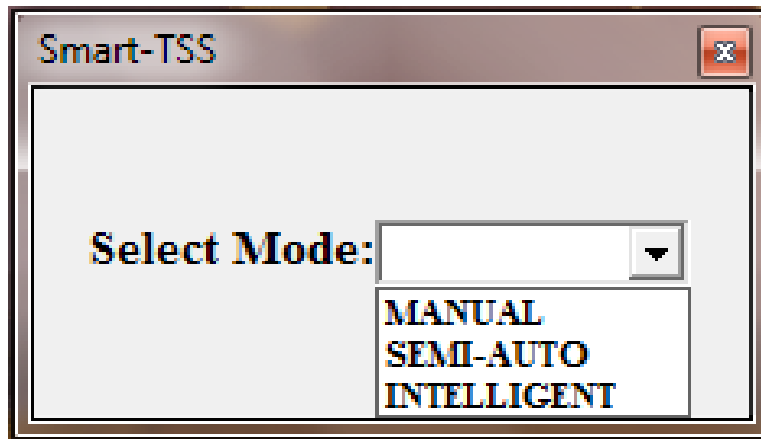 Smart-TSS
Select Mode:
MANUAL
SEMI-AUTO
INTELLIGENT